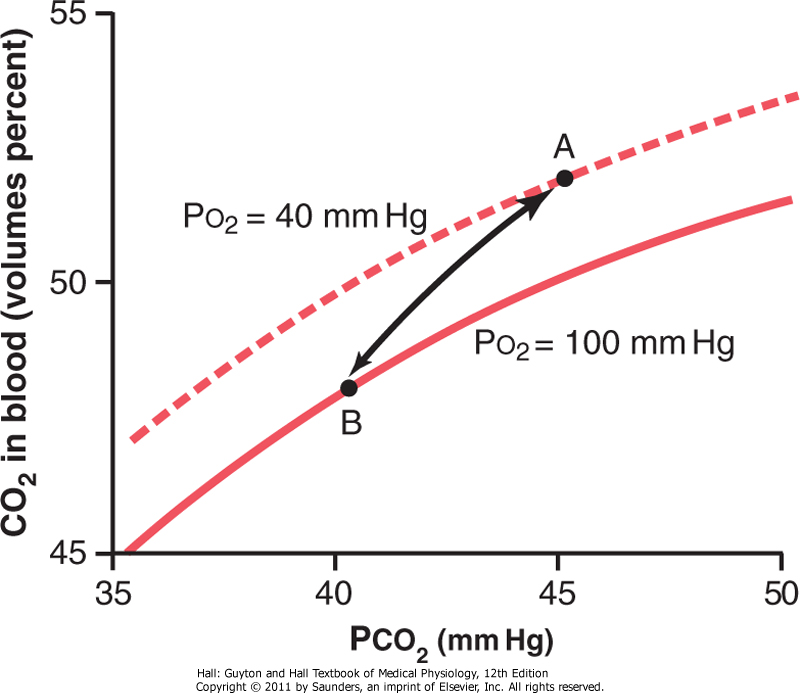 55
A
PO2 = 40 mm Hg
50
PO2 = 100 mm Hg
B
45
35
40
45
50
CO2 in blood (volumes percent)
PCO2 (mm Hg)
Hall: Guyton and Hall Textbook of Medical Physiology, 12th Edition
Copyright © 2011 by Saunders, an imprint of Elsevier, Inc. All rights reserved.